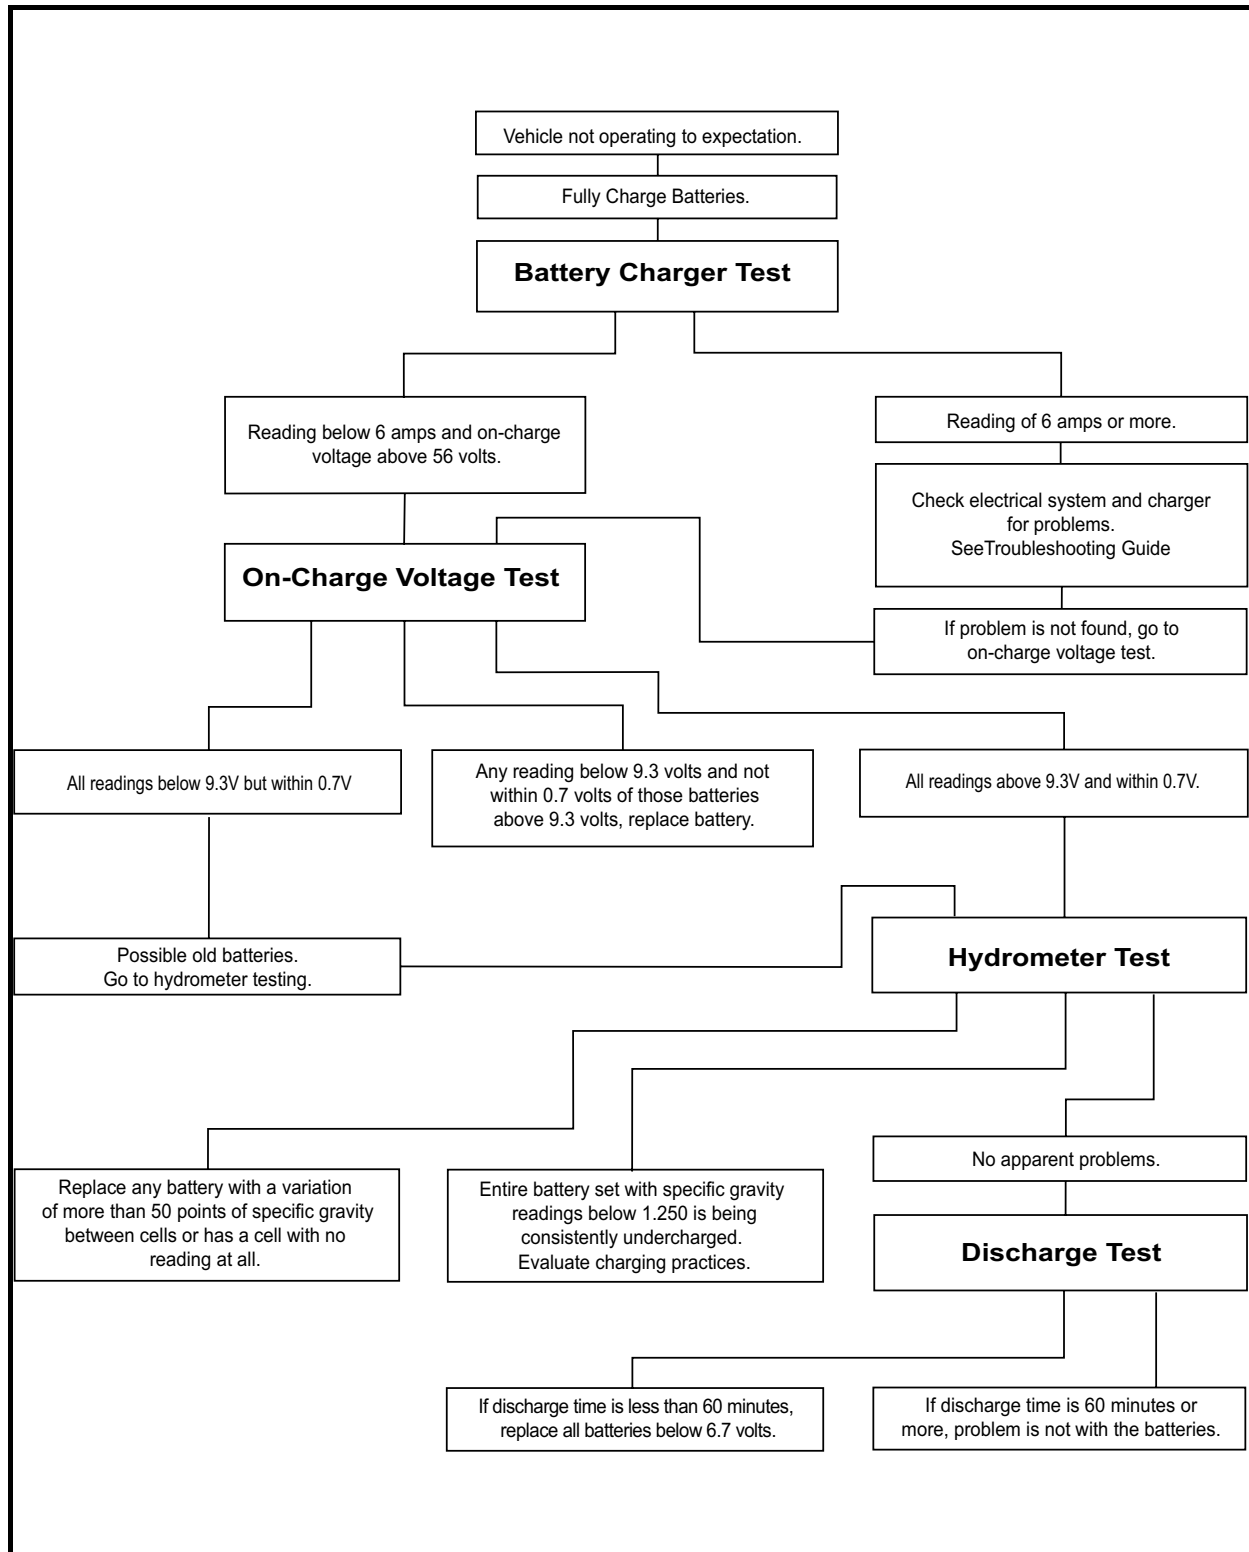 Vehicle not operating to expectation.
Fully Charge Batteries.
Battery Charger Test
Reading below 6 amps and on-charge
voltage above 56 volts.
Reading of 6 amps or more.
Check electrical system and charger
for problems.
SeeTroubleshooting Guide
On-Charge Voltage Test
If problem is not found, go to
on-charge voltage test.
All readings below 9.3V but within 0.7V
Any reading below 9.3 volts and not
within 0.7 volts of those batteries
above 9.3 volts, replace battery.
All readings above 9.3V and within 0.7V.
Possible old batteries.
Go to hydrometer testing.
Hydrometer Test
Replace any battery with a variation
of more than 50 points of specific gravity
between cells or has a cell with no
reading at all.
Entire battery set with specific gravity
readings below 1.250 is being
consistently undercharged.
Evaluate charging practices.
No apparent problems.
Discharge Test
If discharge time is less than 60 minutes,
replace all batteries below 6.7 volts.
If discharge time is 60 minutes or
more, problem is not with the batteries.